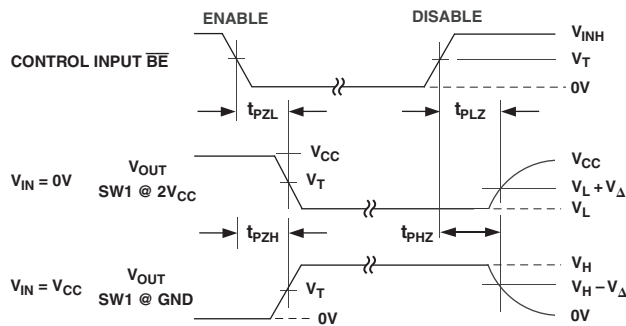 ENABLE DISABLE
V_INH
CONTROL INPUT B̅E̅ V_T
0V
t_PZL t_PLZ
V_CC V_CC
V_IN = 0V V_OUT V_T V_L + V_Δ
SW1 @ 2V_CC V_L
t_PZH t_PHZ
V_H
V_IN = V_CC V_OUT V_T V_H – V_Δ
SW1 @ GND 0V 0V